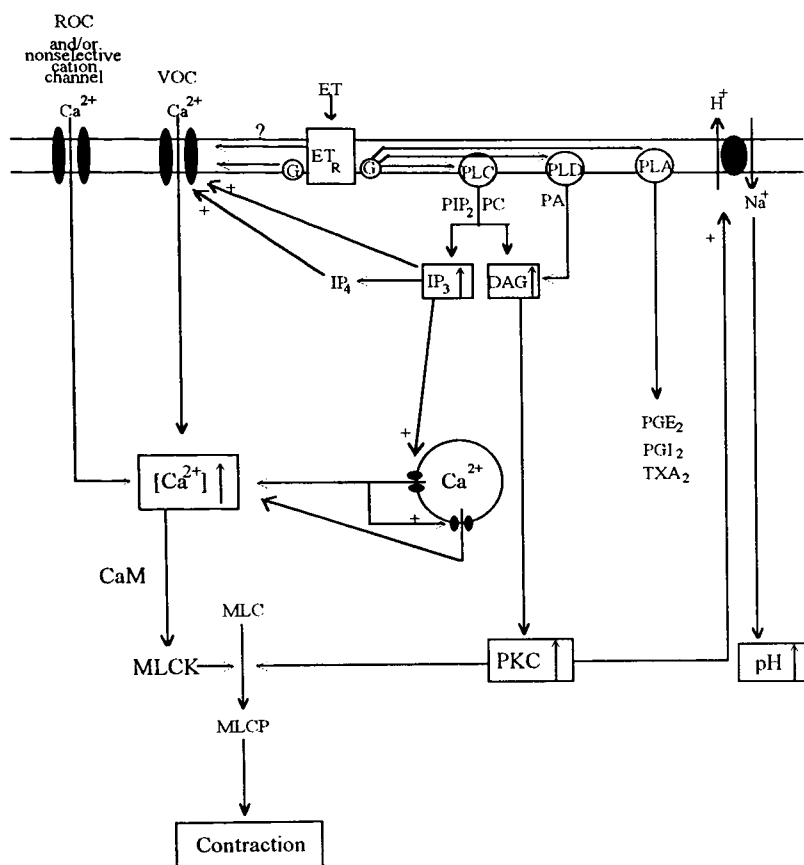 ROC
and/or
nonselective
cation
channel
VOC
ET
Ca2+
Ca2+
H+
?
ET R
G
G
PLC
PLD
PLA
Na+
PIP2
PC
PA
+
+
+
IP4
IP3
DAG
+
PGE2
PGI2
TXA2
[Ca2+]
Ca2+
+
CaM
MLC
MLCK
PKC
pH
MLCP
Contraction